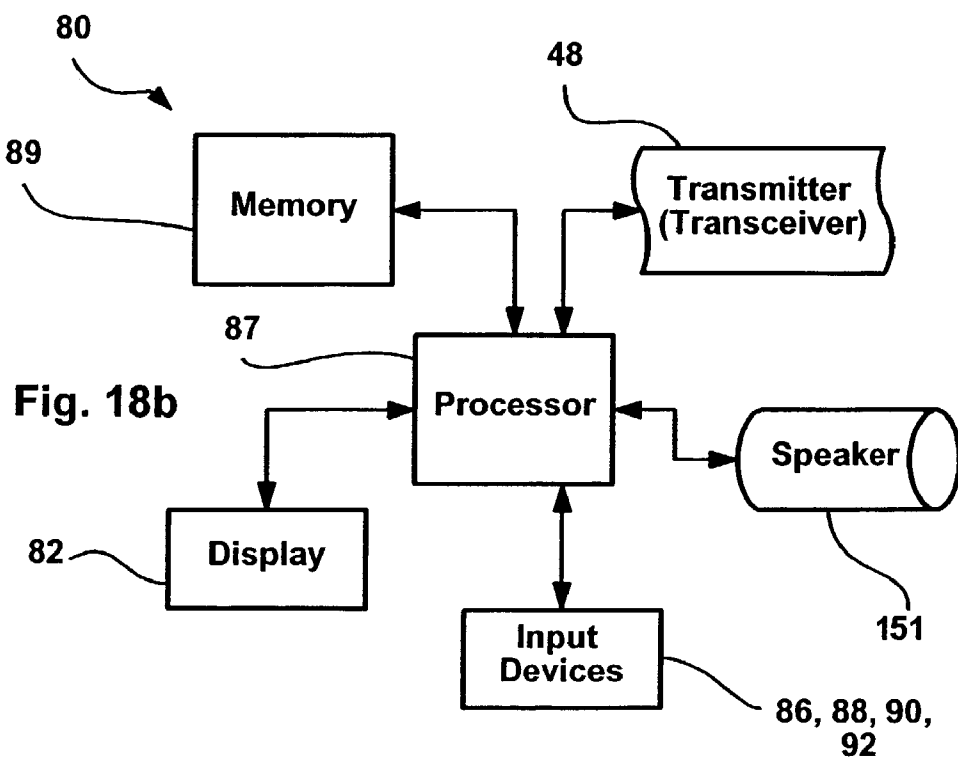 80
48
89
Memory
Transmitter
(Transceiver)
87
Fig. 18b
Processor
Speaker
82
Display
151
Input
Devices
86, 88, 90,
92